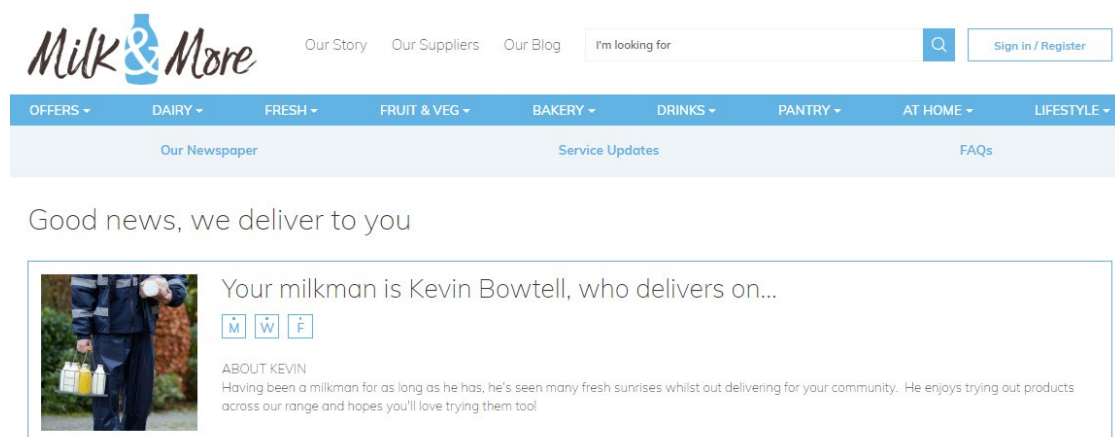 Milk & More
Our Story Our Suppliers Our Blog I'm looking for Sign in / Register
OFFERS DAIRY FRESH FRUIT & VEG BAKERY DRINKS PANTRY AT HOME LIFESTYLE
Our Newspaper Service Updates FAQs
Good news, we deliver to you
Your milkman is Kevin Bowtell, who delivers on...
M W F
ABOUT KEVIN
Having been a milkman for as long as he has, he's seen many fresh sunrises whilst out delivering for your community. He enjoys trying out products
across our range and hopes you'll love trying them too!